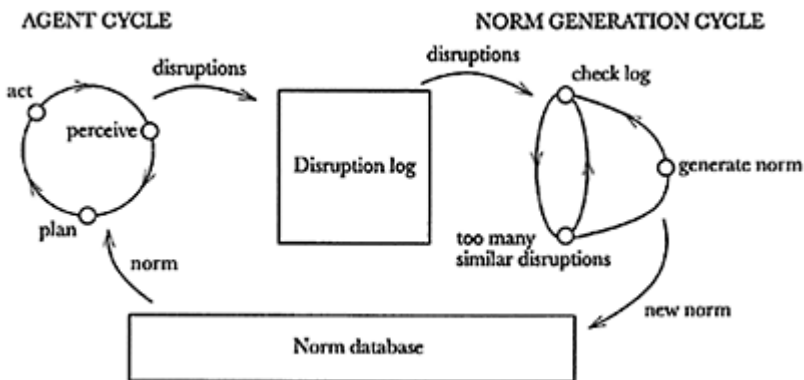 AGENT CYCLE
NORM GENERATION CYCLE
disruptions
disruptions
act
check log
perceive
Disruption log
generate norm
plan
too many
similar disruptions
norm
new norm
Norm database